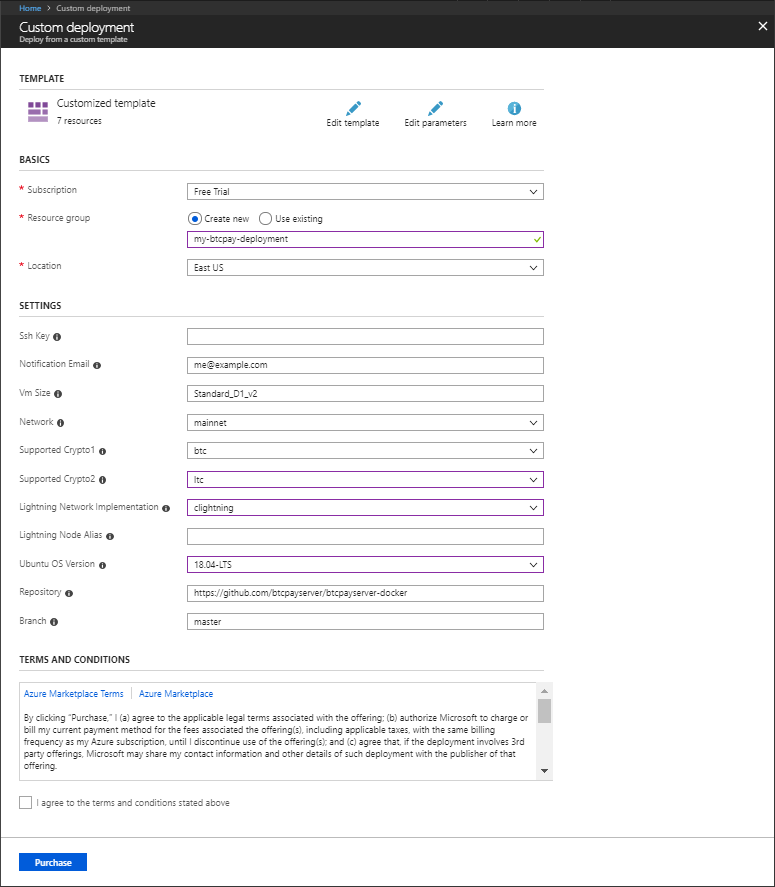 Home > Custom deployment
Custom deployment
Deploy from a custom template
TEMPLATE
Customized template
7 resources
Edit template
Edit parameters
Learn more
BASICS
* Subscription
Free Trial
* Resource group
Create new Use existing
my-btcpay-deployment
* Location
East US
SETTINGS
Ssh Key
Notification Email
me@example.com
Vm Size
Standard_D1_v2
Network
mainnet
Supported Crypto1
btc
Supported Crypto2
ltc
Lightning Network Implementation
clightning
Lightning Node Alias
Ubuntu OS Version
18.04-LTS
Repository
https://github.com/btcpayserver/btcpayserver-docker
Branch
master
TERMS AND CONDITIONS
Azure Marketplace Terms | Azure Marketplace
By clicking "Purchase," I (a) agree to the applicable legal terms associated with the offering; (b) authorize Microsoft to charge or
bill my current payment method for the fees associated the offering(s), including applicable taxes, with the same billing
frequency as my Azure subscription, until I discontinue use of the offering(s); and (c) agree that, if the deployment involves 3rd
party offerings, Microsoft may share my contact information and other details of such deployment with the publisher of that
offering.
I agree to the terms and conditions stated above
Purchase